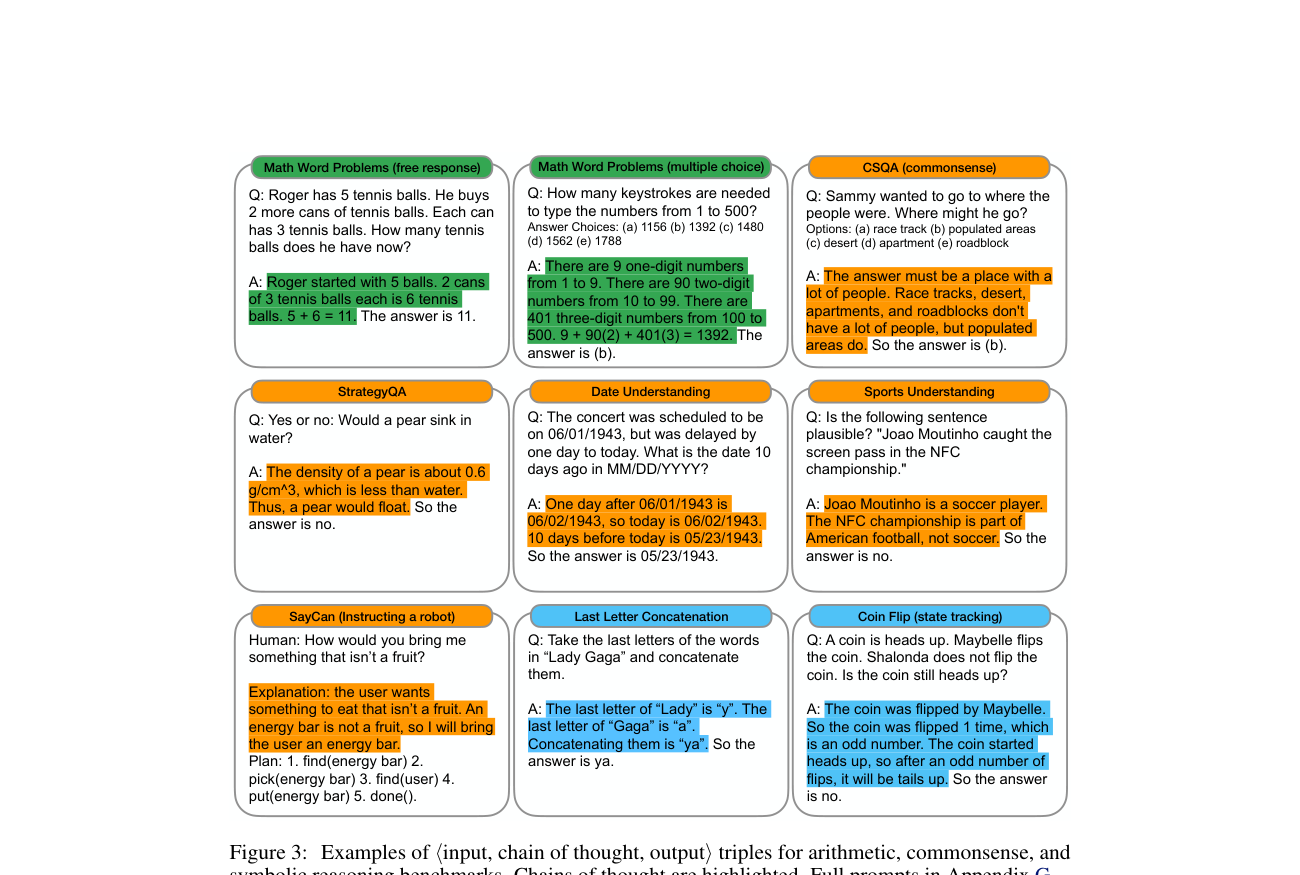 Math Word Problems (free response)
Q: Roger has 5 tennis balls. He buys
2 more cans of tennis balls. Each can
has 3 tennis balls. How many tennis
balls does he have now?
A: Roger started with 5 balls. 2 cans
of 3 tennis balls each is 6 tennis
balls. 5 + 6 = 11. The answer is 11.
Math Word Problems (multiple choice)
Q: How many keystrokes are needed
to type the numbers from 1 to 500?
Answer Choices: (a) 1156 (b) 1392 (c) 1480
(d) 1562 (e) 1788
A: There are 9 one-digit numbers
from 1 to 9. There are 90 two-digit
numbers from 10 to 99. There are
401 three-digit numbers from 100 to
500. 9 + 90(2) + 401(3) = 1392. The
answer is (b).
CSQA (commonsense)
Q: Sammy wanted to go to where the
people were. Where might he go?
Options: (a) race track (b) populated areas
(c) desert (d) apartment (e) roadblock
A: The answer must be a place with a
lot of people. Race tracks, desert,
apartments, and roadblocks don't
have a lot of people, but populated
areas do. So the answer is (b).
StrategyQA
Q: Yes or no: Would a pear sink in
water?
A: The density of a pear is about 0.6
g/cm^3, which is less than water.
Thus, a pear would float. So the
answer is no.
Date Understanding
Q: The concert was scheduled to be
on 06/01/1943, but was delayed by
one day to today. What is the date 10
days ago in MM/DD/YYYY?
A: One day after 06/01/1943 is
06/02/1943, so today is 06/02/1943.
10 days before today is 05/23/1943.
So the answer is 05/23/1943.
Sports Understanding
Q: Is the following sentence
plausible? "Joao Moutinho caught the
screen pass in the NFC
championship."
A: Joao Moutinho is a soccer player.
The NFC championship is part of
American football, not soccer. So the
answer is no.
SayCan (Instructing a robot)
Human: How would you bring me
something that isn’t a fruit?
Explanation: the user wants
something to eat that isn’t a fruit. An
energy bar is not a fruit, so I will bring
the user an energy bar.
Plan: 1. find(energy bar) 2.
pick(energy bar) 3. find(user) 4.
put(energy bar) 5. done().
Last Letter Concatenation
Q: Take the last letters of the words
in “Lady Gaga” and concatenate
them.
A: The last letter of “Lady” is “y”. The
last letter of “Gaga” is “a”.
Concatenating them is “ya”. So the
answer is ya.
Coin Flip (state tracking)
Q: A coin is heads up. Maybelle flips
the coin. Shalonda does not flip the
coin. Is the coin still heads up?
A: The coin was flipped by Maybelle.
So the coin was flipped 1 time, which
is an odd number. The coin started
heads up, so after an odd number of
flips, it will be tails up. So the answer
is no.
Figure 3: Examples of ⟨input, chain of thought, output⟩ triples for arithmetic, commonsense, and
symbolic reasoning benchmarks. Chains of thought are highlighted. Full prompts in Appendix G.